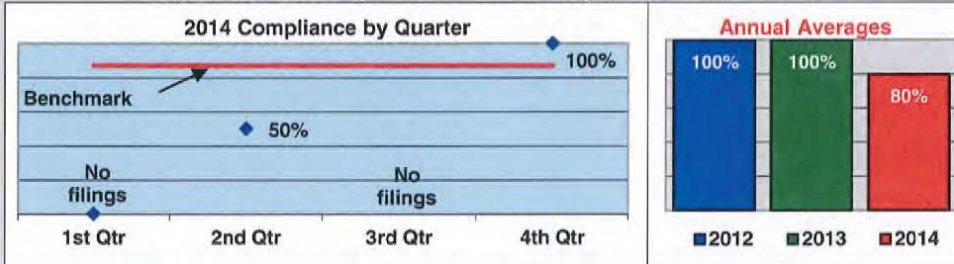 2014 Compliance by Quarter
100%
Benchmark
50%
No
filings
No
filings
1st Qtr 2nd Qtr 3rd Qtr 4th Qtr
Annual Averages
100% 100%
80%
2012 2013 2014